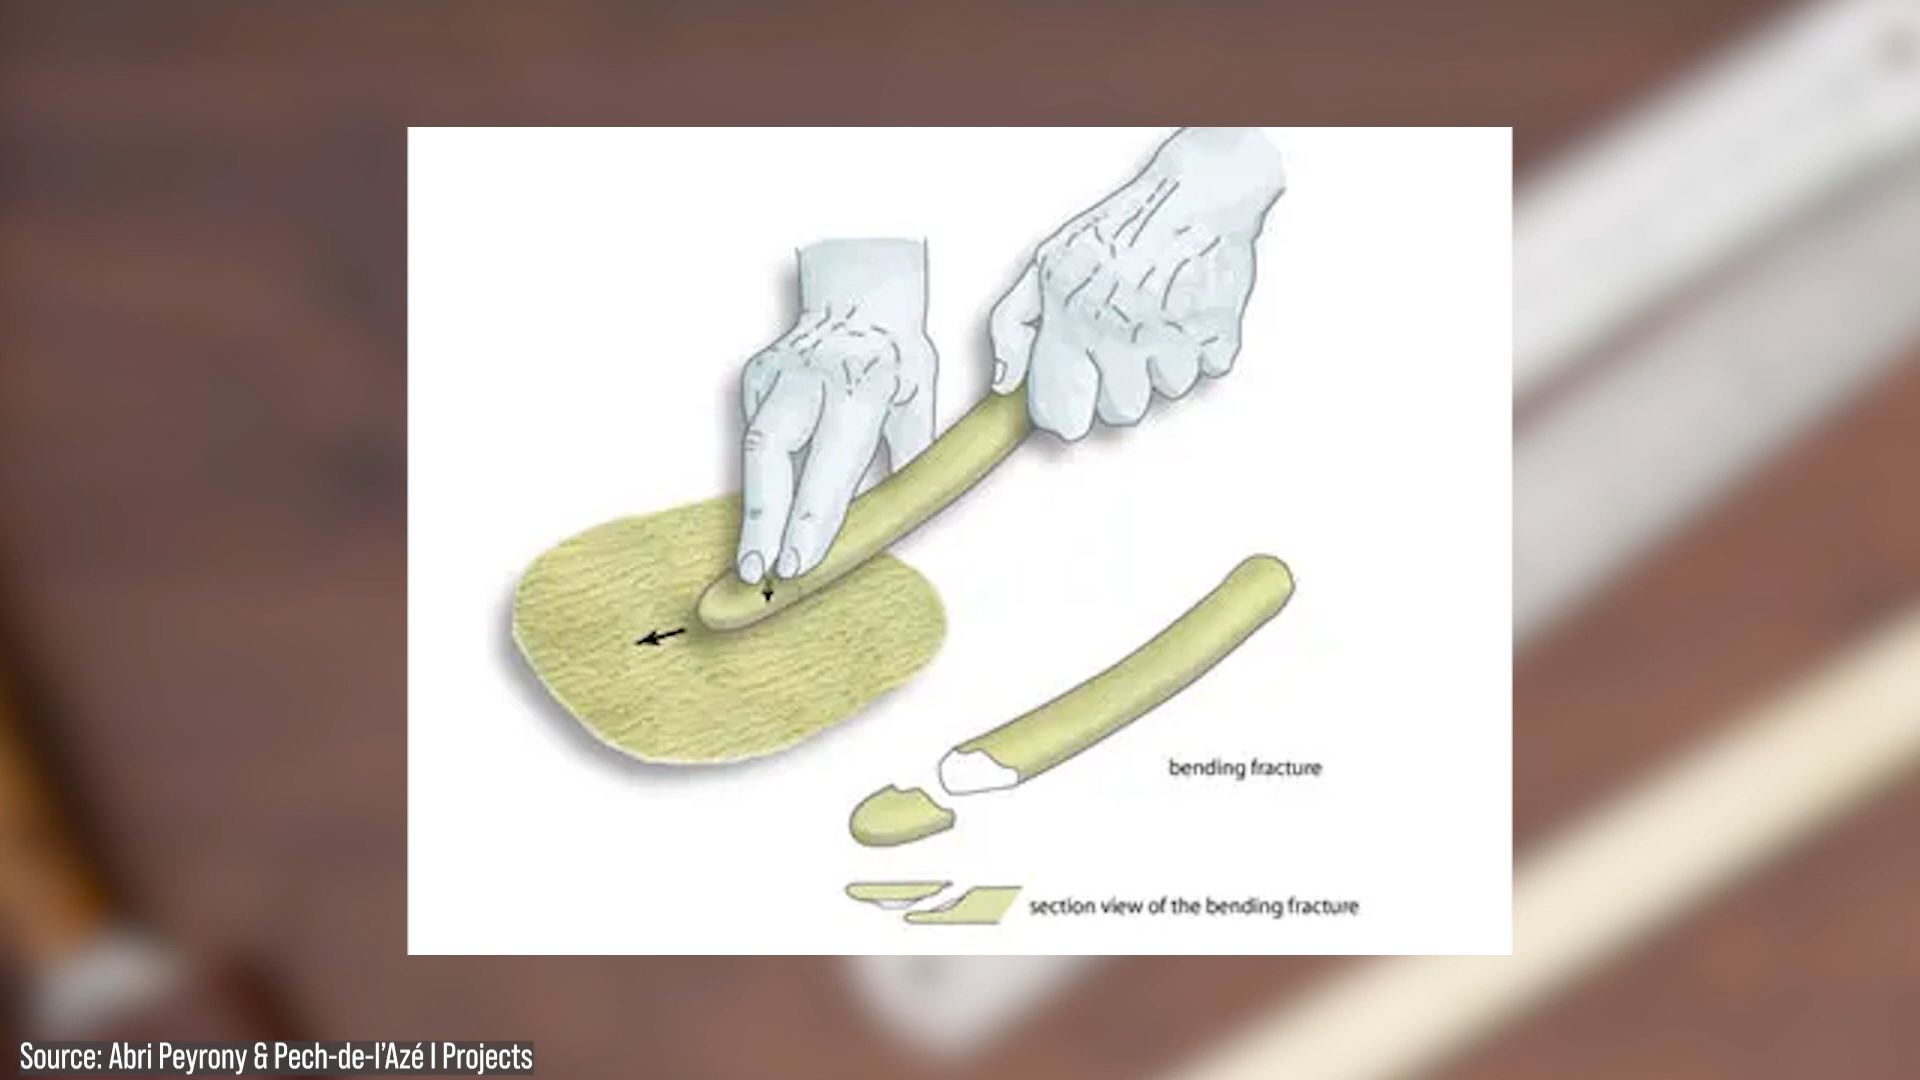 bending fracture
section view of the bending fracture
Source: Abri Peyrony & Pech-de-l'Azé I Projects